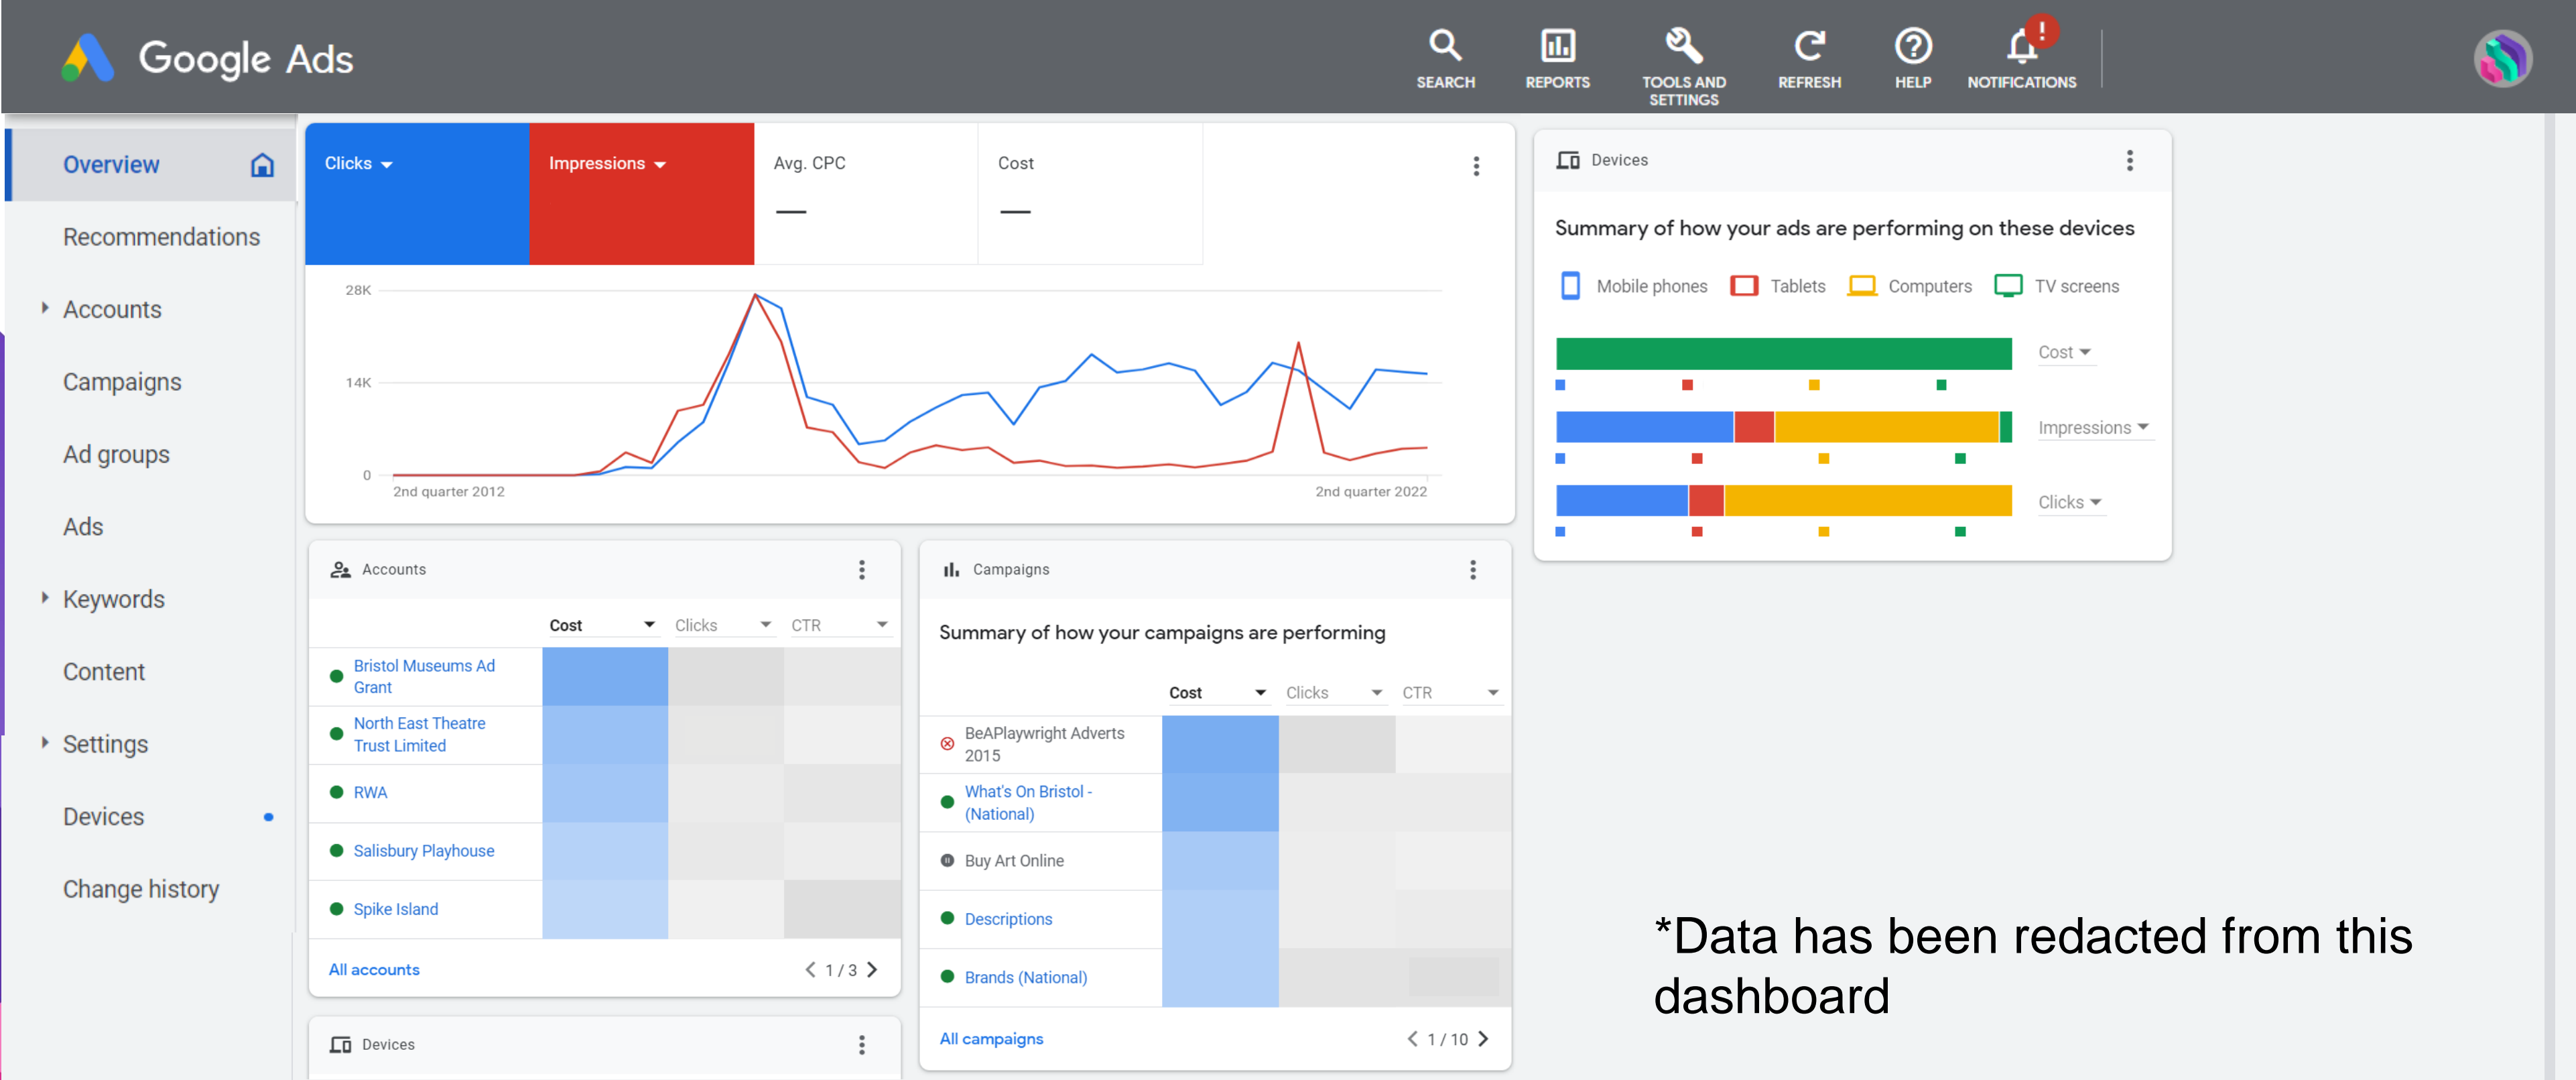 Google Ads
SEARCH
REPORTS
TOOLS AND
SETTINGS
REFRESH
HELP
!
NOTIFICATIONS
Overview
Recommendations
Accounts
Campaigns
Ad groups
Ads
Keywords
Content
Settings
Devices
Change history
Clicks
Impressions
Avg. CPC
—
Cost
—
28K
14K
0
2nd quarter 2012
2nd quarter 2022
Devices
Summary of how your ads are performing on these devices
Mobile phones
Tablets
Computers
TV screens
Cost
Impressions
Clicks
Accounts
Cost
Clicks
CTR
Bristol Museums Ad
Grant
North East Theatre
Trust Limited
RWA
Salisbury Playhouse
Spike Island
All accounts
1 / 3
Campaigns
Summary of how your campaigns are performing
Cost
Clicks
CTR
BeAPlaywright Adverts
2015
What's On Bristol -
(National)
Buy Art Online
Descriptions
Brands (National)
All campaigns
1 / 10
Devices
*Data has been redacted from this
dashboard